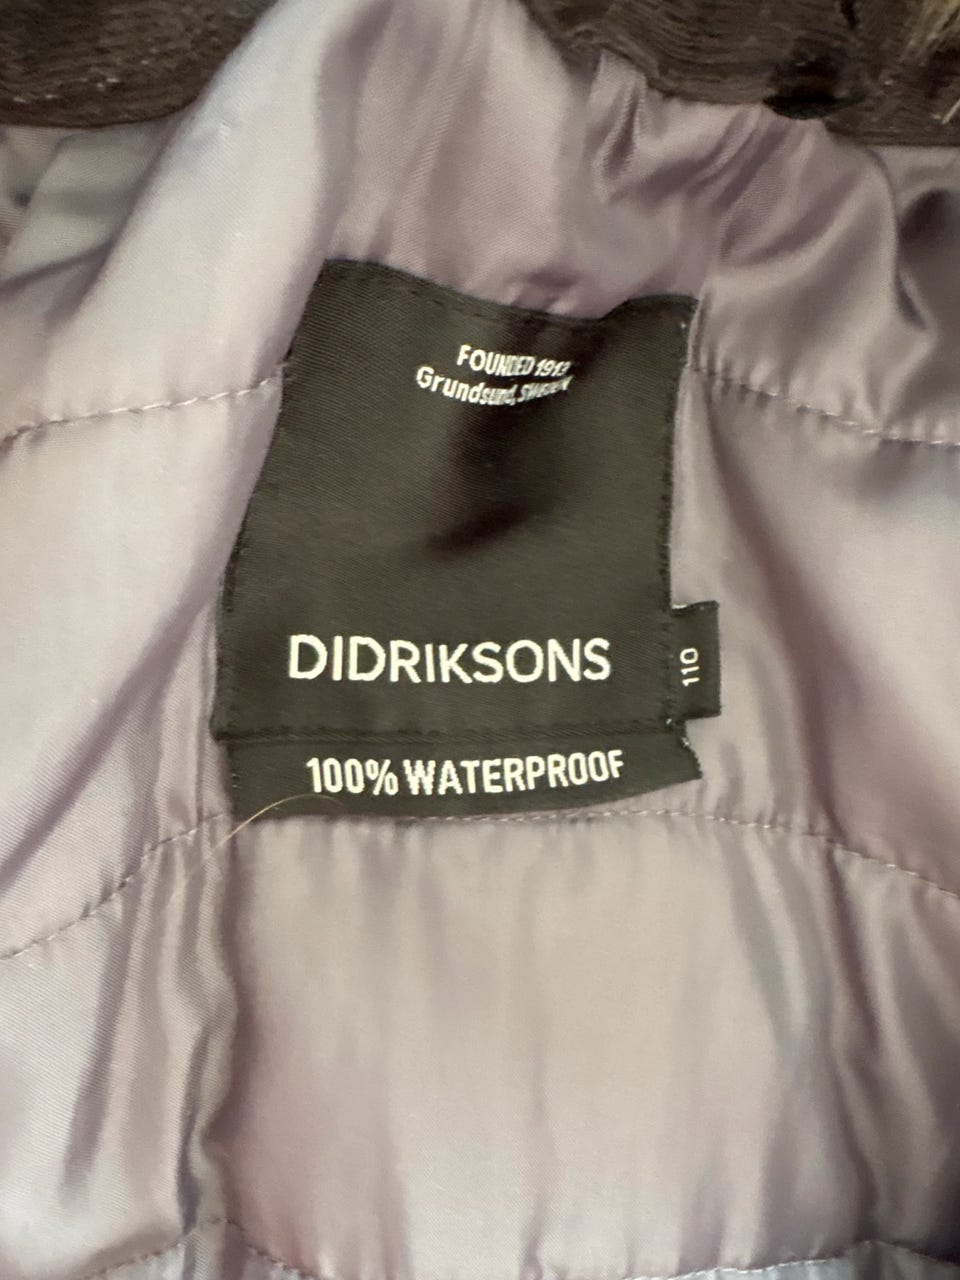 FOUNDED 1913
Grundsund, SWEDEN
DIDRIKSONS
110
100% WATERPROOF